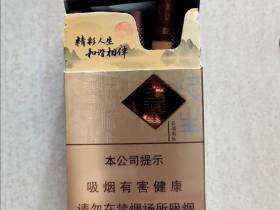 精彩人生
和谐相伴
本公司提示
吸烟有害健康
请勿在禁烟场所吸烟